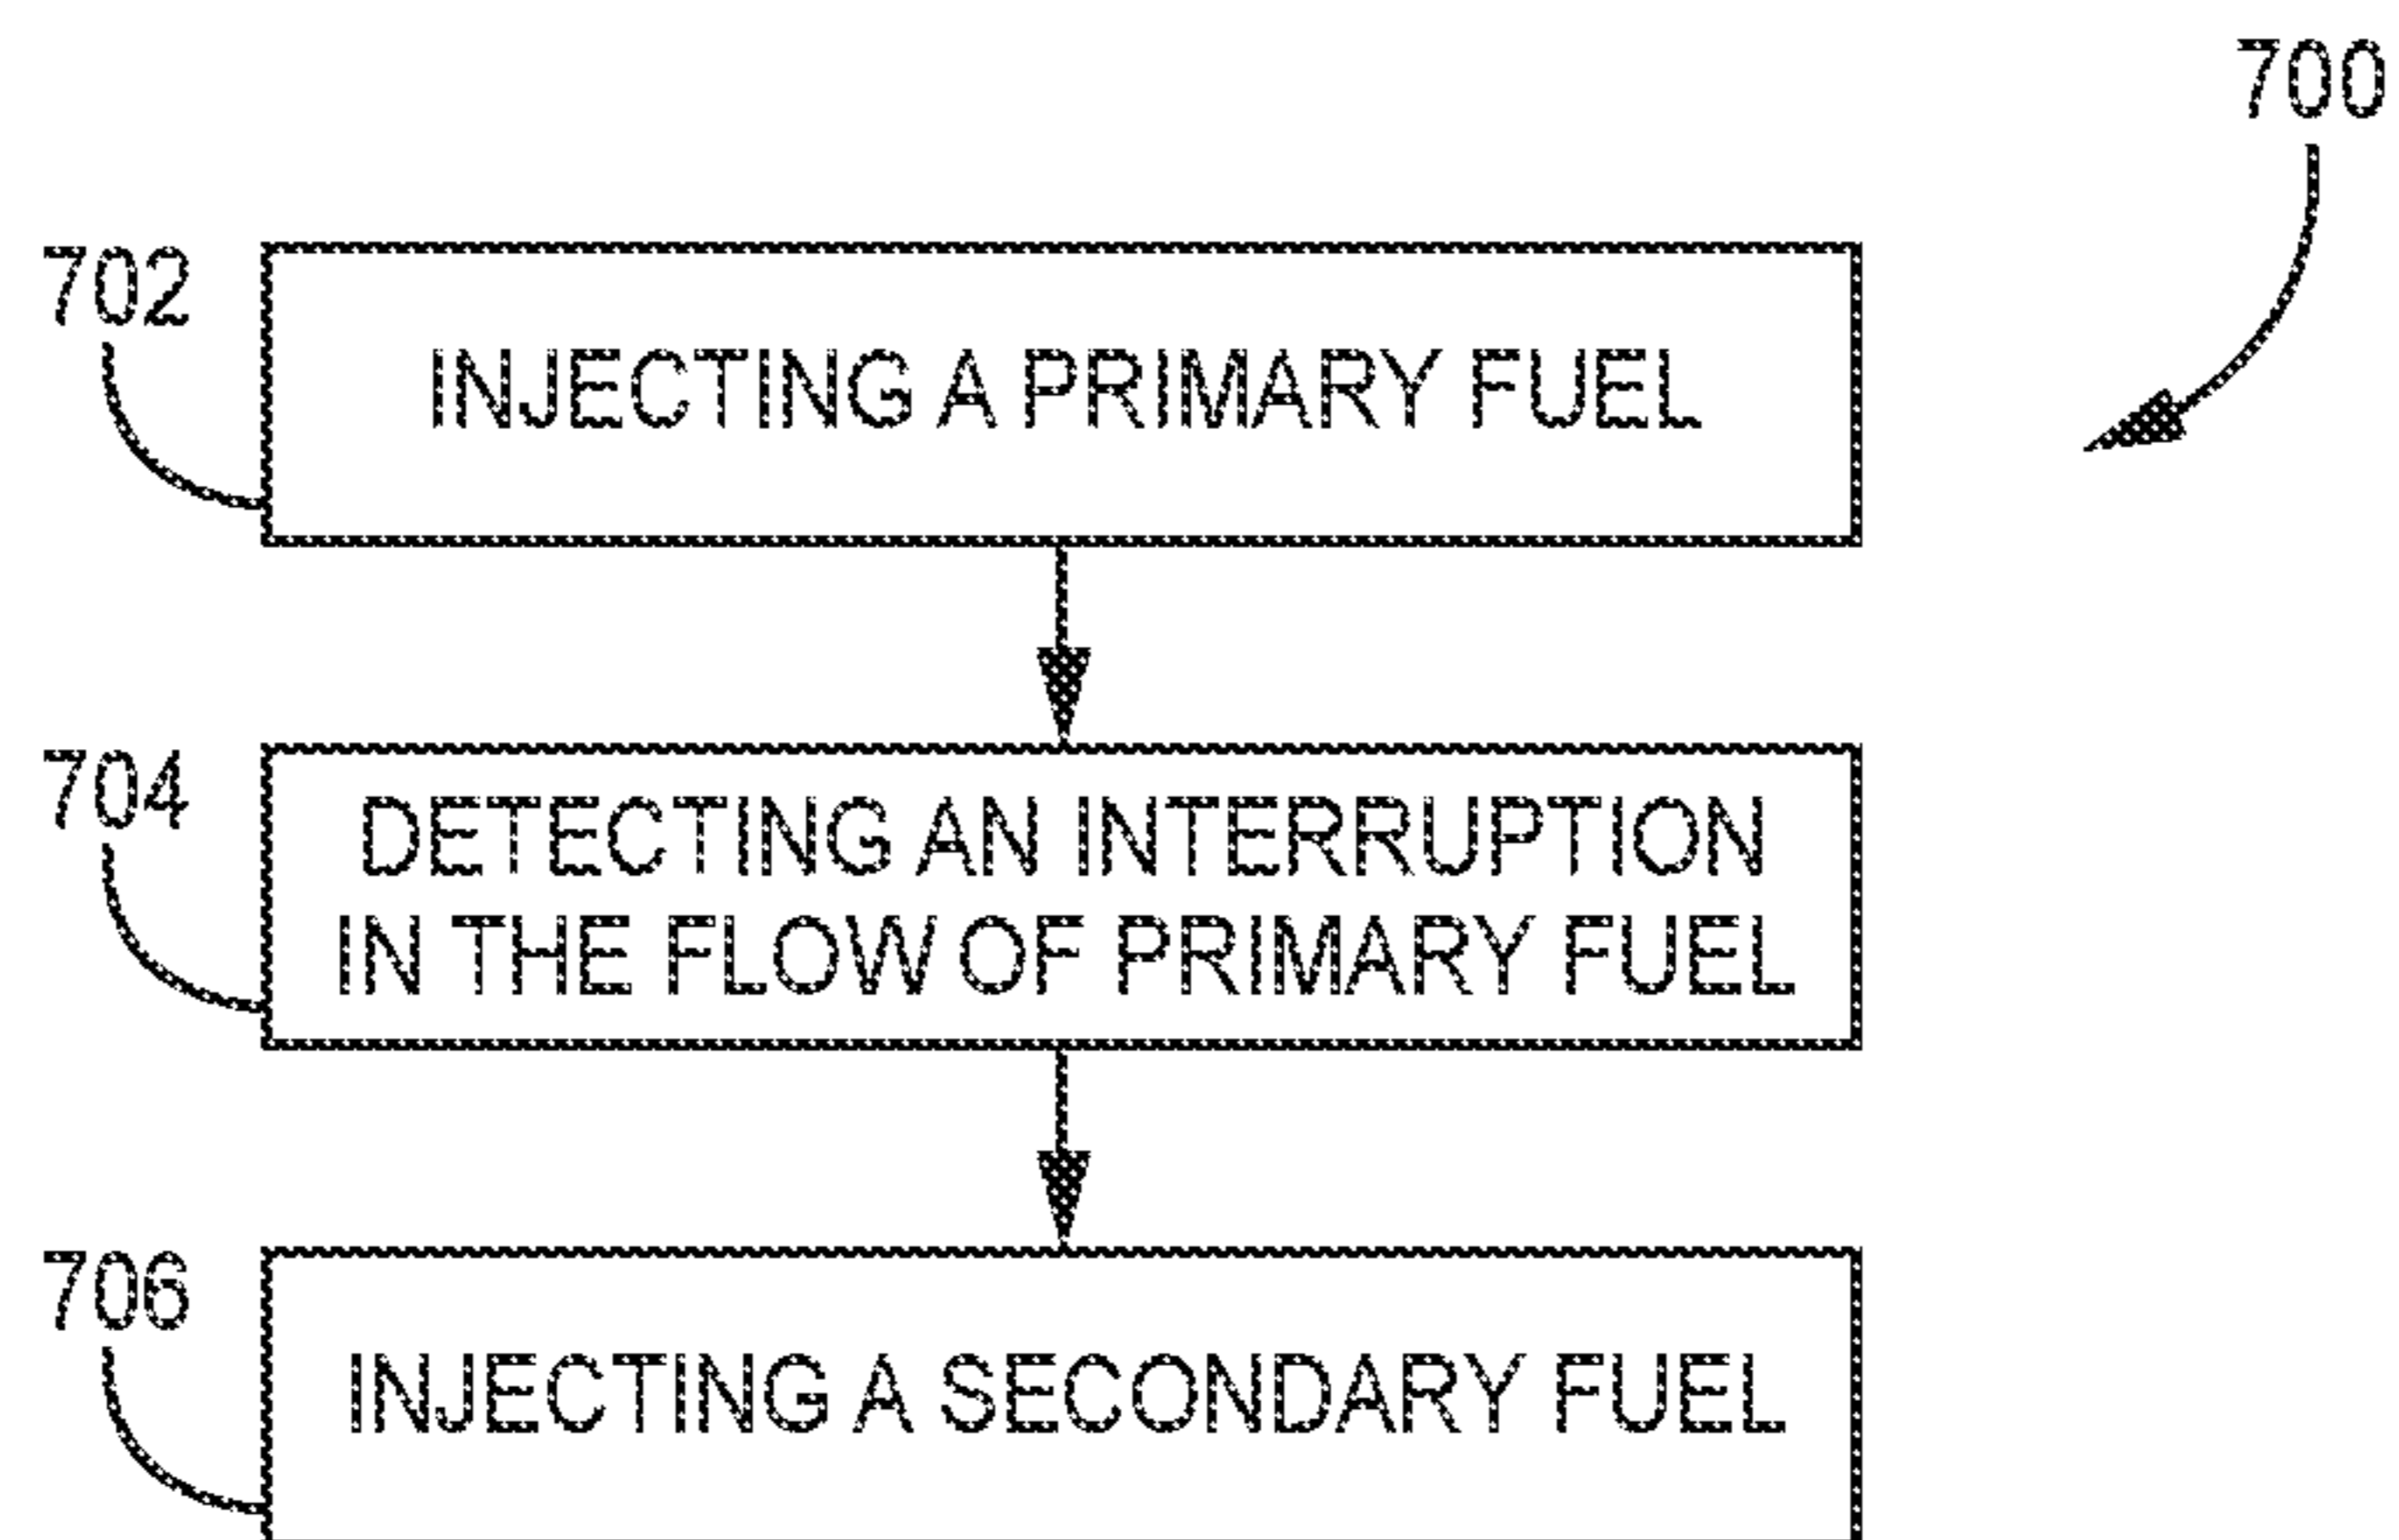 700
702
INJECTING A PRIMARY FUEL
704
DETECTING AN INTERRUPTION
IN THE FLOW OF PRIMARY FUEL
706
INJECTING A SECONDARY FUEL